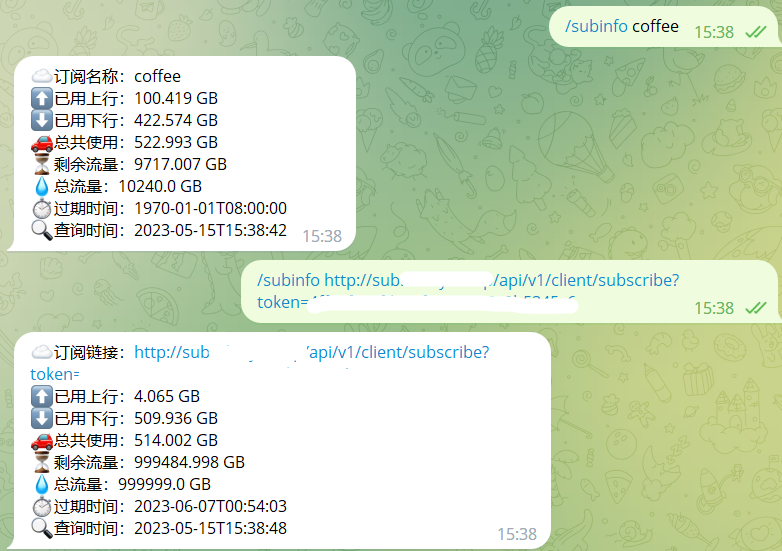 /subinfo coffee 15:38
☁️订阅名称：coffee
⬆️已用上行：100.419 GB
⬇️已用下行：422.574 GB
🚗总共使用：522.993 GB
⏳剩余流量：9717.007 GB
💧总流量：10240.0 GB
⏱️过期时间：1970-01-01T08:00:00
🔍查询时间：2023-05-15T15:38:42 15:38
/subinfo http://sub. /api/v1/client/subscribe?
token= 15:38
☁️订阅链接：http://sub /api/v1/client/subscribe?
token=
⬆️已用上行：4.065 GB
⬇️已用下行：509.936 GB
🚗总共使用：514.002 GB
⏳剩余流量：999484.998 GB
💧总流量：999999.0 GB
⏱️过期时间：2023-06-07T00:54:03
🔍查询时间：2023-05-15T15:38:48 15:38